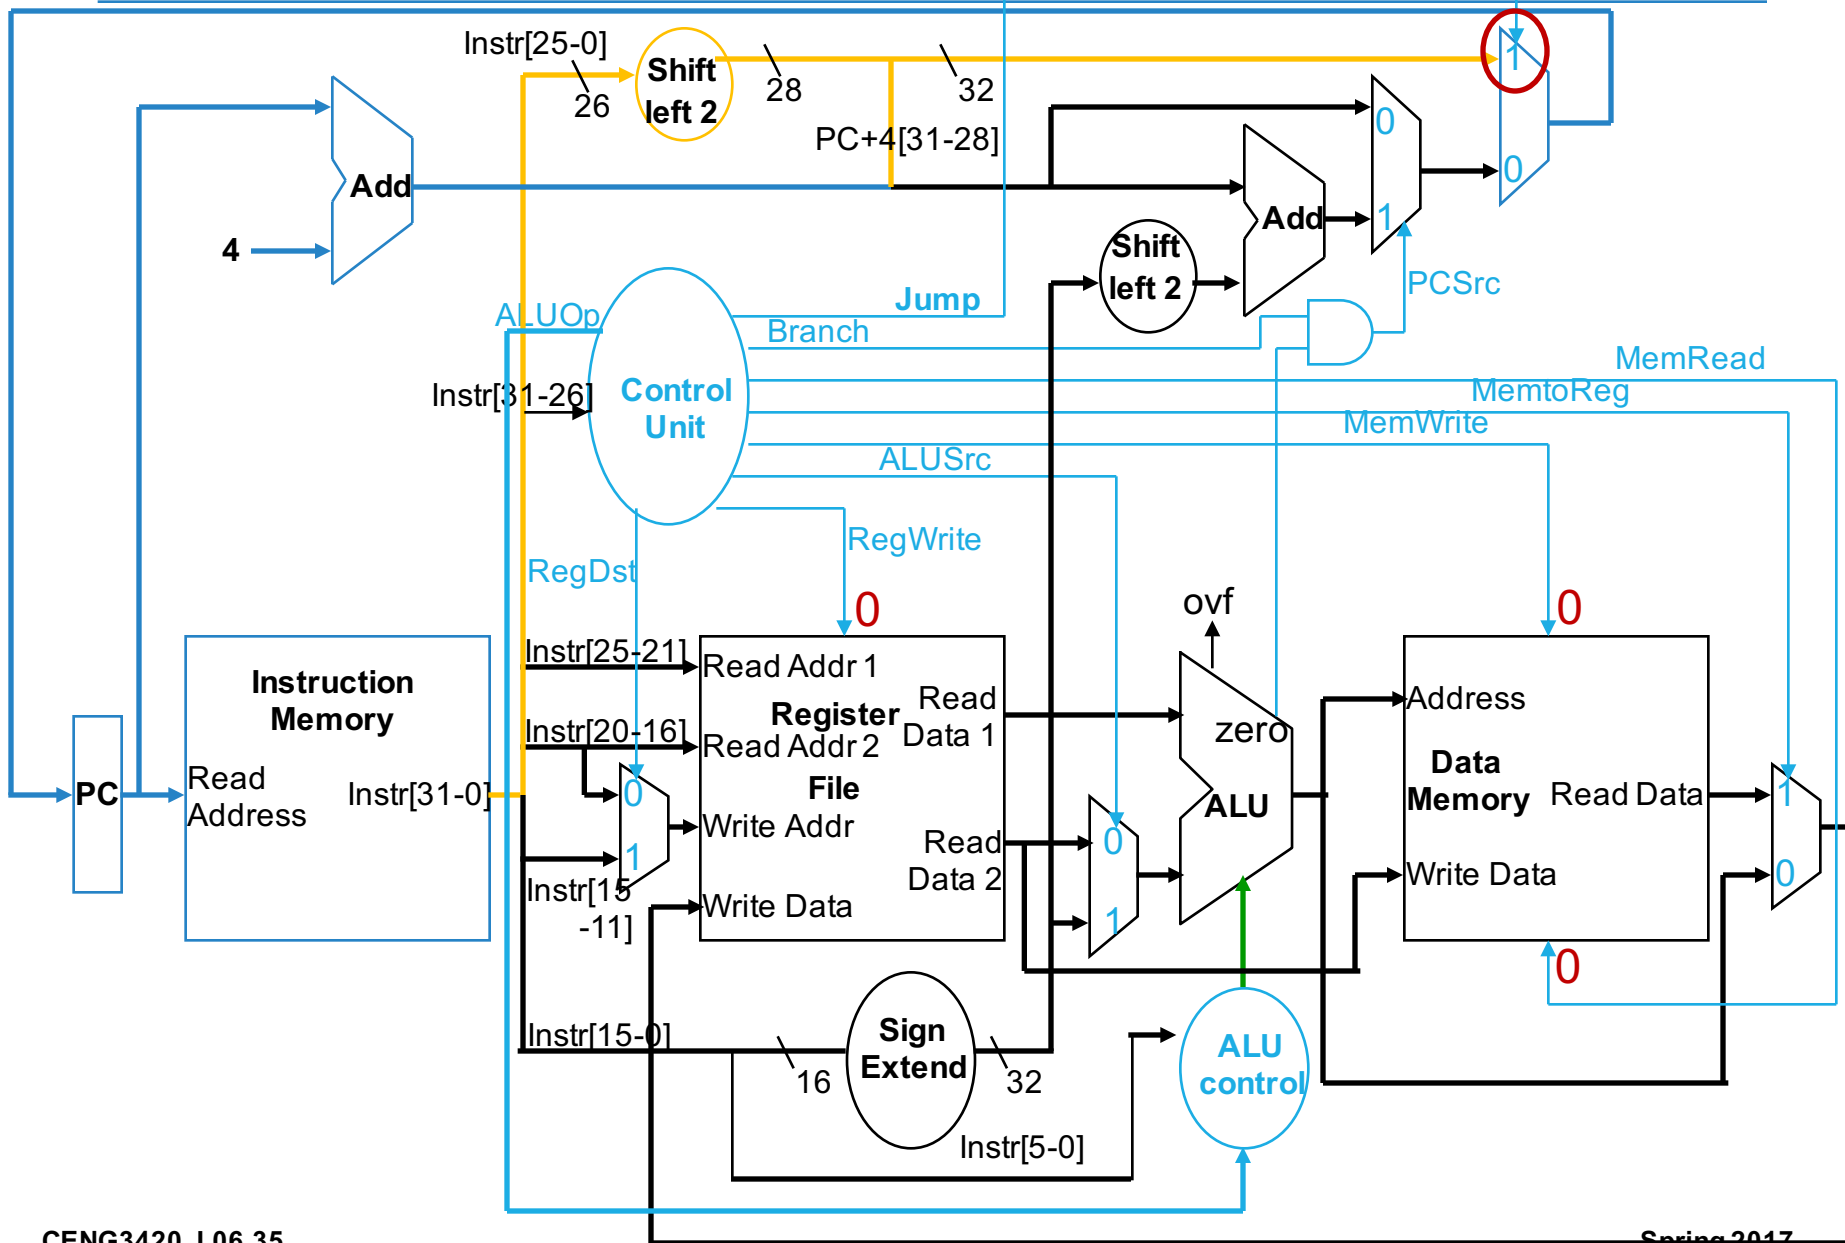 Instr[25-0]
26
Shift
left 2
28
32
1
PC+4[31-28]
0
Add
4
0
Add
1
Shift
left 2
PCSrc
Jump
ALUOp
Branch
MemRead
Instr[31-26]
Control
Unit
MemtoReg
MemWrite
ALUSrc
RegWrite
RegDst
0
0
ovf
Instr[25-21]
Read Addr 1
Instruction
Memory
Read
Data 1
Register
Instr[20-16]
Read Addr 2
zero
Address
PC
Read
Address
Instr[31-0]
0
File
ALU
Data
Memory
Read Data
1
Write Addr
1
Read
Data 2
0
Write Data
0
Instr[15
-11]
Write Data
1
0
Instr[15-0]
16
Sign
Extend
32
ALU
control
Instr[5-0]
CENG3420 L06.35
Spring 2017